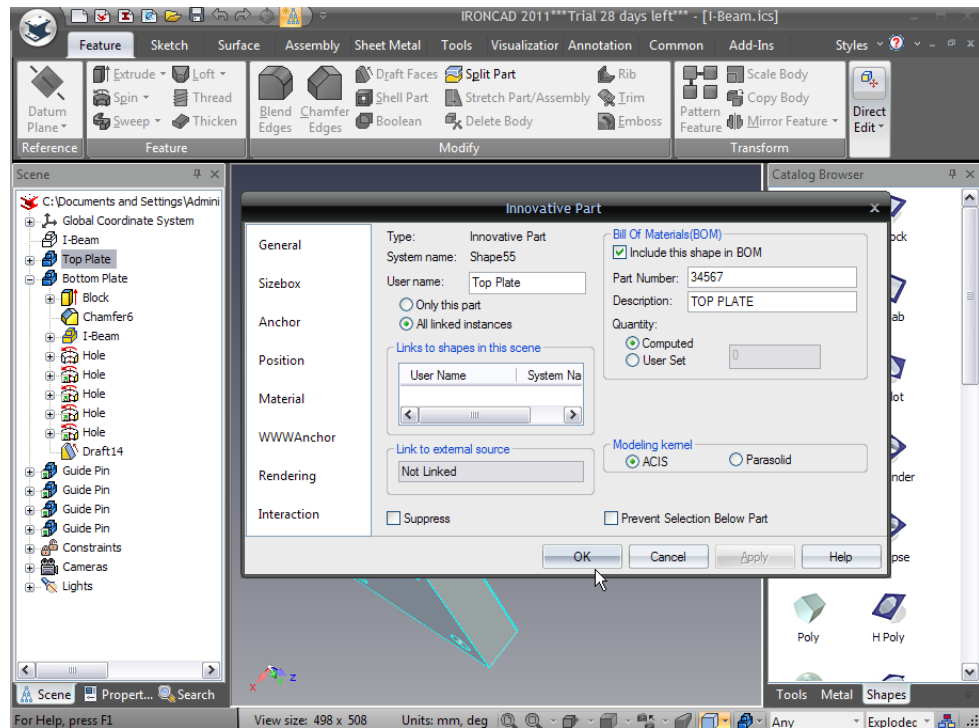 IRONCAD 2011***Trial 28 days left*** - [I-Beam.ics]
Feature Sketch Surface Assembly Sheet Metal Tools Visualization Annotation Common Add-Ins Styles
Datum Plane
Extrude Loft
Spin Thread
Sweep Thicken
Blend Edges
Chamfer Edges
Draft Faces Split Part Rib
Shell Part Stretch Part/Assembly Trim
Boolean Delete Body Emboss
Pattern Feature
Scale Body
Copy Body
Mirror Feature
Direct Edit
Reference Feature Modify Transform
Scene
C:\Documents and Settings\Admini
Global Coordinate System
I-Beam
Top Plate
Bottom Plate
Block
Chamfer6
I-Beam
Hole
Hole
Hole
Hole
Hole
Draft14
Guide Pin
Guide Pin
Guide Pin
Guide Pin
Constraints
Cameras
Lights
Scene Propert... Search
Innovative Part
General
Sizebox
Anchor
Position
Material
WWWAnchor
Rendering
Interaction
Type: Innovative Part
System name: Shape55
User name: Top Plate
Only this part
All linked instances
Links to shapes in this scene
User Name System Na
Link to external source
Not Linked
Suppress
Bill Of Materials(BOM)
Include this shape in BOM
Part Number: 34567
Description: TOP PLATE
Quantity:
Computed
User Set 0
Modeling kernel
ACIS Parasolid
Prevent Selection Below Part
OK Cancel Apply Help
x z
Catalog Browser
ock
ab
lot
nder
pse
Poly H Poly
Tools Metal Shapes
For Help, press F1 View size: 498 x 508 Units: mm, deg Any Explodec